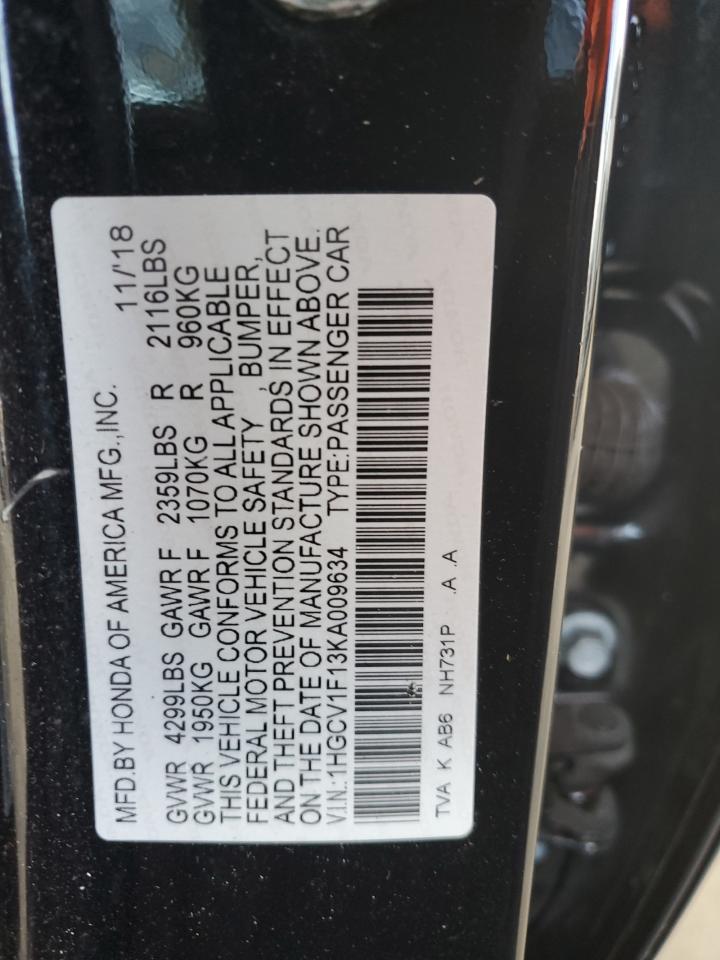 MFD.BY HONDA OF AMERICA MFG.,INC. 11/'18
GVWR 4299LBS GAWR F 2359LBS R 2116LBS
GVWR 1950KG GAWR F 1070KG R 960KG
THIS VEHICLE CONFORMS TO ALL APPLICABLE
FEDERAL MOTOR VEHICLE SAFETY , BUMPER,
AND THEFT PREVENTION STANDARDS IN EFFECT
ON THE DATE OF MANUFACTURE SHOWN ABOVE.
V.I.N.:1HGCV1F13KA009634 TYPE:PASSENGER CAR
TVA K AB6 NH731P .A .A